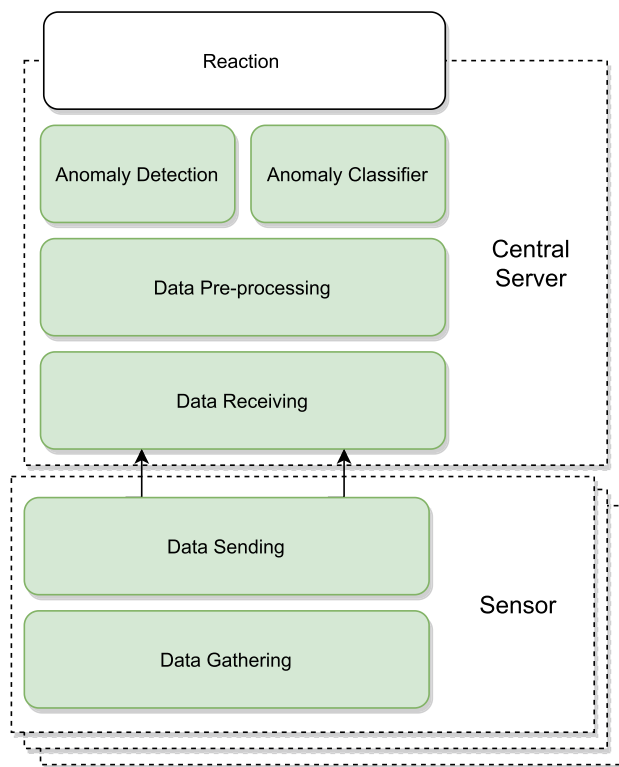 Reaction
Anomaly Detection
Anomaly Classifier
Central
Server
Data Pre-processing
Data Receiving
Data Sending
Sensor
Data Gathering